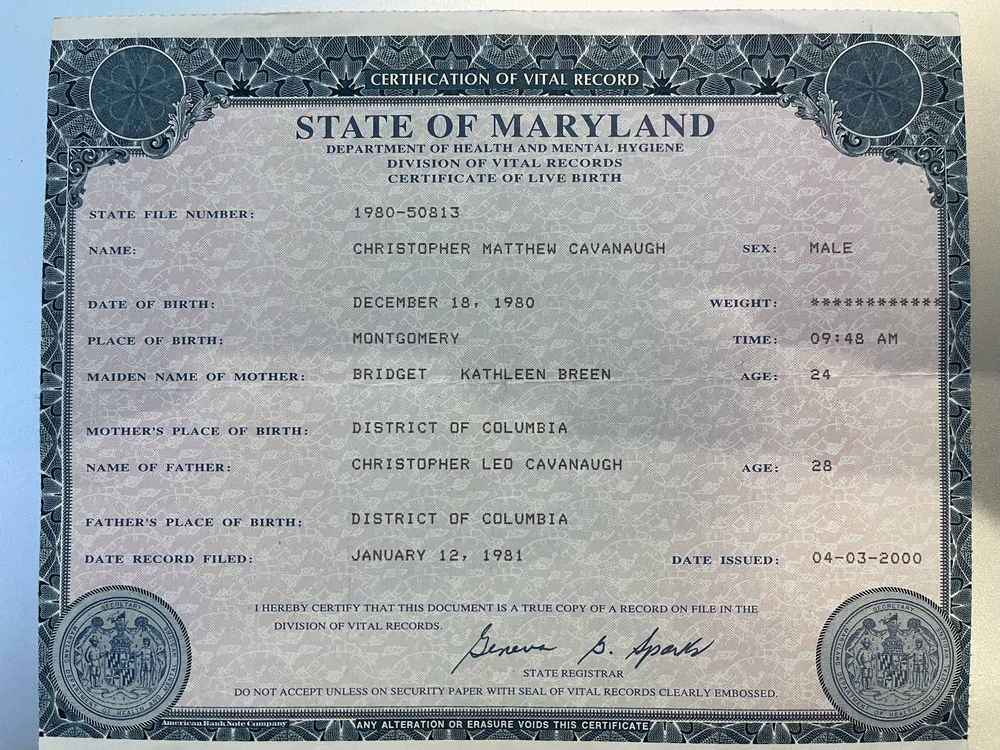 CERTIFICATION OF VITAL RECORD
STATE OF MARYLAND
DEPARTMENT OF HEALTH AND MENTAL HYGIENE
DIVISION OF VITAL RECORDS
CERTIFICATE OF LIVE BIRTH
STATE FILE NUMBER: 1980-50813
NAME: CHRISTOPHER MATTHEW CAVANAUGH SEX: MALE
DATE OF BIRTH: DECEMBER 18, 1980 WEIGHT: ************
PLACE OF BIRTH: MONTGOMERY TIME: 09:48 AM
MAIDEN NAME OF MOTHER: BRIDGET KATHLEEN BREEN AGE: 24
MOTHER'S PLACE OF BIRTH: DISTRICT OF COLUMBIA
NAME OF FATHER: CHRISTOPHER LEO CAVANAUGH AGE: 28
FATHER'S PLACE OF BIRTH: DISTRICT OF COLUMBIA
DATE RECORD FILED: JANUARY 12, 1981 DATE ISSUED: 04-03-2000
I HEREBY CERTIFY THAT THIS DOCUMENT IS A TRUE COPY OF A RECORD ON FILE IN THE
DIVISION OF VITAL RECORDS.
Geneva G. Sparks
STATE REGISTRAR
DO NOT ACCEPT UNLESS ON SECURITY PAPER WITH SEAL OF VITAL RECORDS CLEARLY EMBOSSED.
SECRETARY
SECRETARY
American Bank Note Company
ANY ALTERATION OR ERASURE VOIDS THIS CERTIFICATE